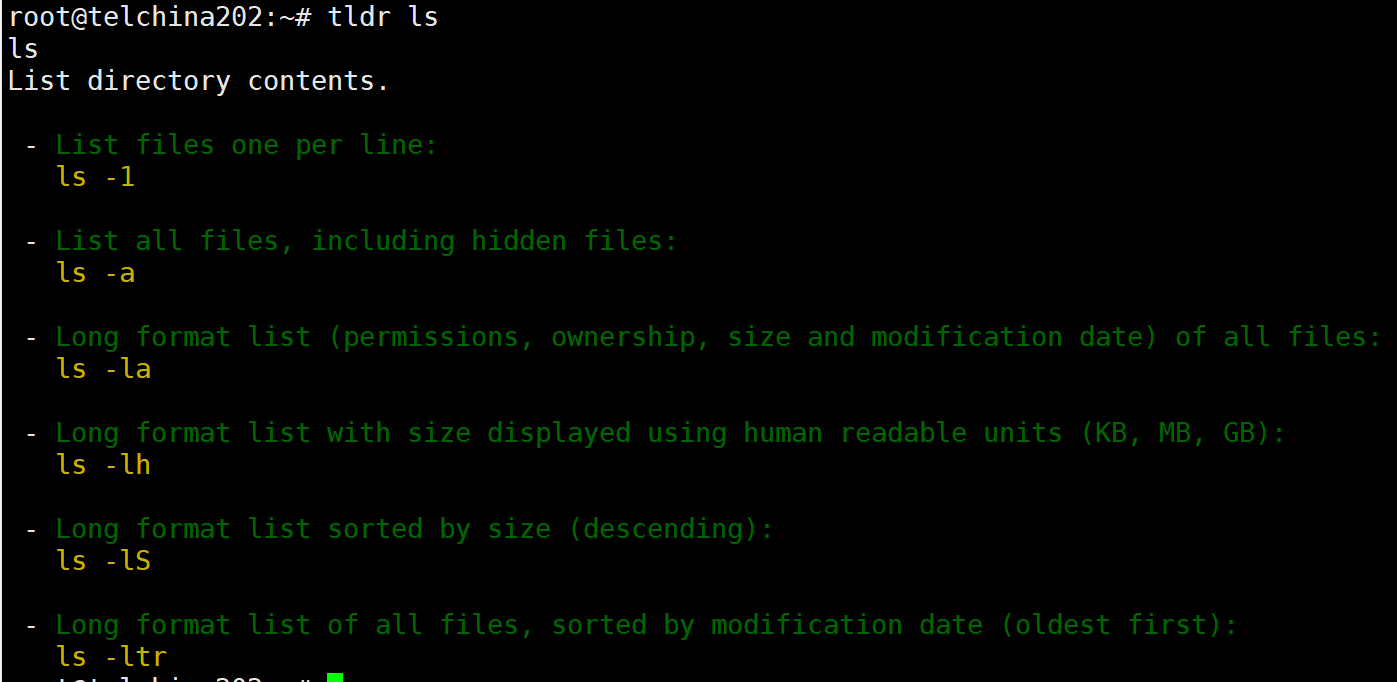 root@telchina202:~# tldr ls
ls
List directory contents.
- List files one per line:
ls -1
- List all files, including hidden files:
ls -a
- Long format list (permissions, ownership, size and modification date) of all files:
ls -la
- Long format list with size displayed using human readable units (KB, MB, GB):
ls -lh
- Long format list sorted by size (descending):
ls -lS
- Long format list of all files, sorted by modification date (oldest first):
ls -ltr